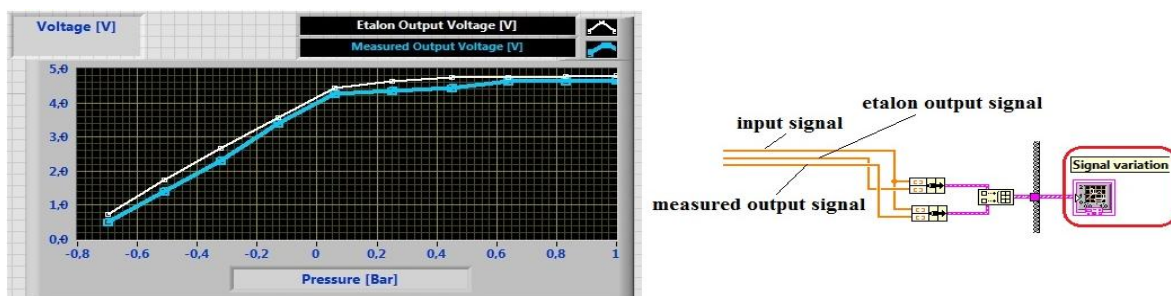 Voltage [V]
Etalon Output Voltage [V]
Measured Output Voltage [V]
5,0
4,0
3,0
2,0
1,0
0,0
-0,8
-0,6
-0,4
-0,2
0
0,2
0,4
0,6
0,8
1
Pressure [Bar]
etalon output signal
input signal
measured output signal
Signal variation